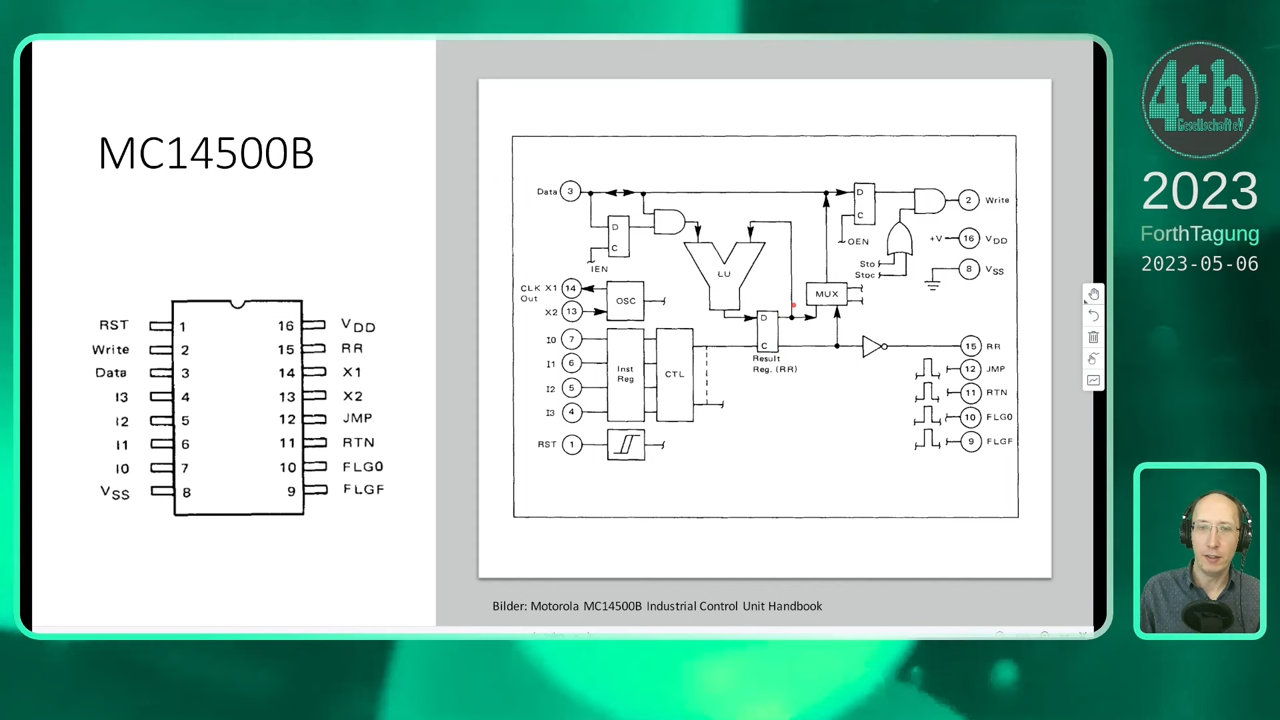 MC14500B
RST 1 16 VDD
Write 2 15 RR
Data 3 14 X1
I3 4 13 X2
I2 5 12 JMP
I1 6 11 RTN
I0 7 10 FLG0
VSS 8 9 FLGF
Data 3
D
C
IEN
LU
D
C
OEN
Sto
Stoc
2 Write
+V 16 VDD
8 VSS
CLK X1 14
Out
X2 13
OSC
MUX
D
C
Result
Reg. (RR)
I0 7
I1 6
I2 5
I3 4
Inst
Reg
CTL
RST 1
15 RR
12 JMP
11 RTN
10 FLG0
9 FLGF
Bilder: Motorola MC14500B Industrial Control Unit Handbook
4th
Gesellschaft eV
2023
ForthTagung
2023-05-06